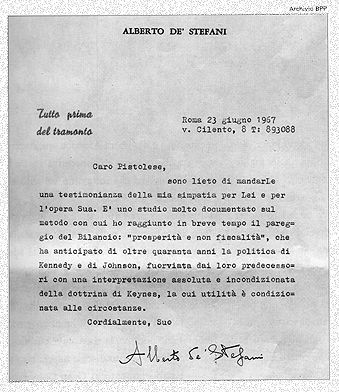 Archivio BPP
ALBERTO DE' STEFANI
Tutto prima
del tramonto
Roma 23 giugno 1967
v. Cilento, 8 T: 893088
Caro Pistolese,
sono lieto di mandarLe
una testimonianza della mia simpatia per Lei e per
l'opera Sua. E' uno studio molto documentato sul
metodo con cui ho raggiunto in breve tempo il pareg-
gio del Bilancio: "prosperità e non fiscalità", che
ha anticipato di oltre quaranta anni la politica di
Kennedy e di Johnson, fuorviata dai loro predecesso-
ri con una interpretazione assoluta e incondizionata
della dottrina di Keynes, la cui utilità è condizio-
nata alle circostanze.
Cordialmente, Suo
Alberto de' Stefani